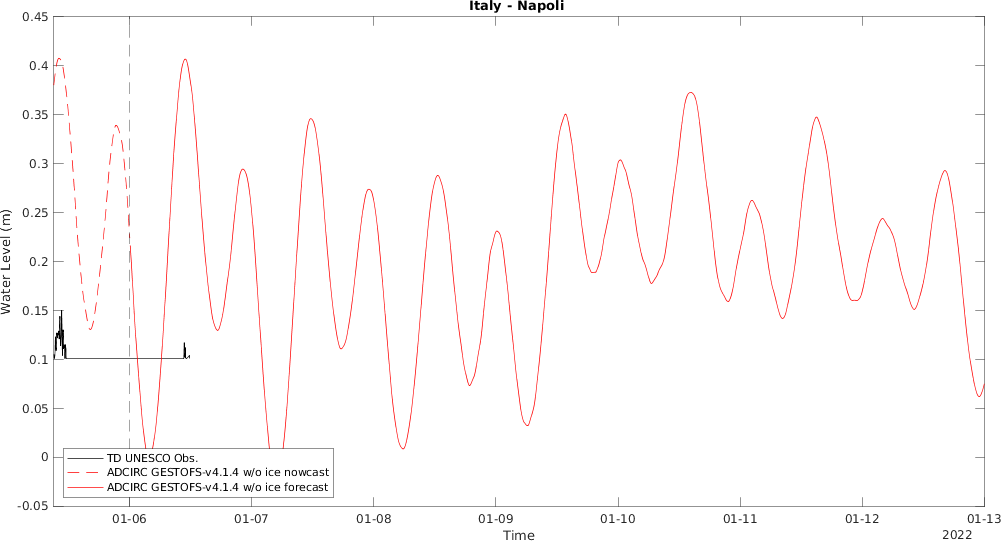 Italy - Napoli
Water Level (m)
0.45
0.4
0.35
0.3
0.25
0.2
0.15
0.1
0.05
0
-0.05
TD UNESCO Obs.
ADCIRC GESTOFS-v4.1.4 w/o ice nowcast
ADCIRC GESTOFS-v4.1.4 w/o ice forecast
01-06 01-07 01-08 01-09 01-10 01-11 01-12 01-13
Time
2022